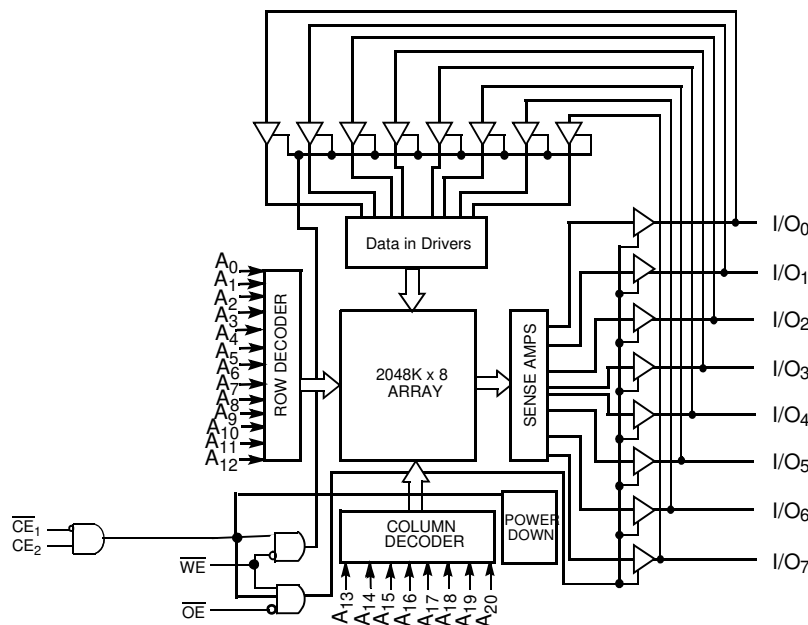 Data in Drivers
I/O0
I/O1
I/O2
I/O3
I/O4
I/O5
I/O6
I/O7
A0
A1
A2
A3
A4
A5
A6
A7
A8
A9
A10
A11
A12
ROW DECODER
2048K x 8
ARRAY
SENSE AMPS
COLUMN
DECODER
POWER
DOWN
CE1
CE2
WE
OE
A13
A14
A15
A16
A17
A18
A19
A20